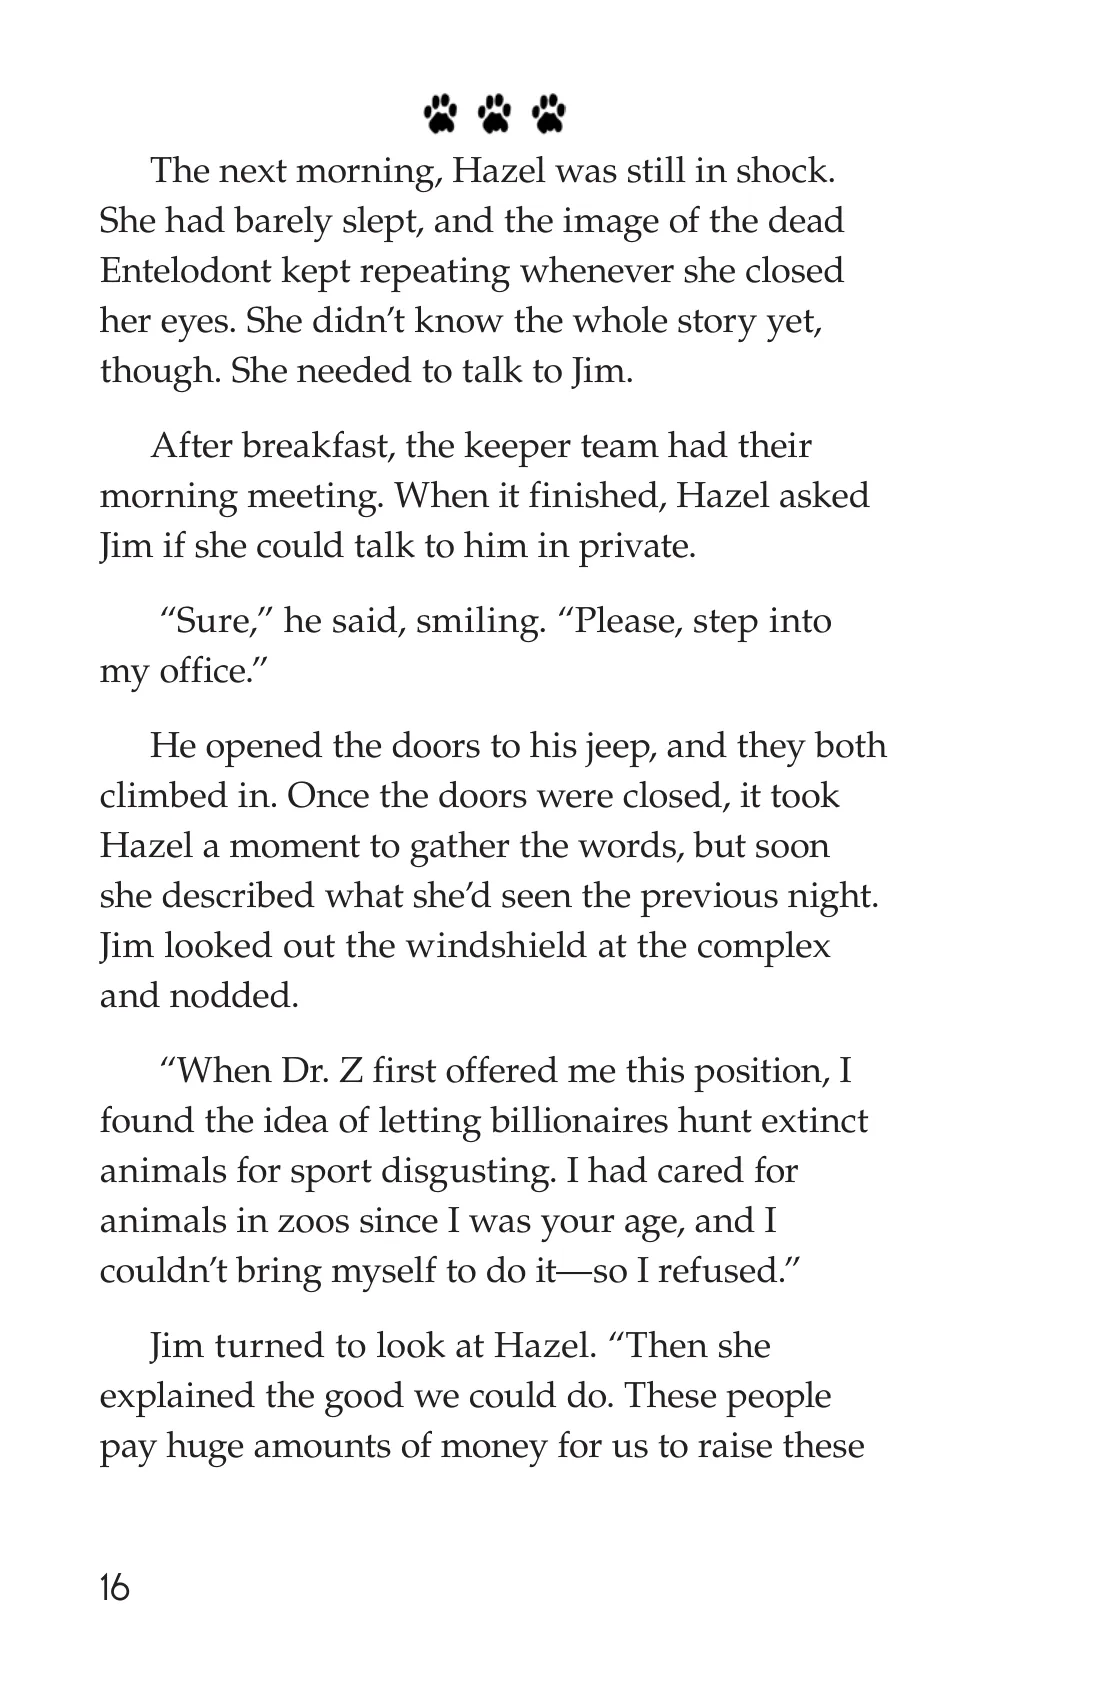 The next morning, Hazel was still in shock.
She had barely slept, and the image of the dead
Entelodont kept repeating whenever she closed
her eyes. She didn’t know the whole story yet,
though. She needed to talk to Jim.
After breakfast, the keeper team had their
morning meeting. When it finished, Hazel asked
Jim if she could talk to him in private.
“Sure,” he said, smiling. “Please, step into
my office.”
He opened the doors to his jeep, and they both
climbed in. Once the doors were closed, it took
Hazel a moment to gather the words, but soon
she described what she’d seen the previous night.
Jim looked out the windshield at the complex
and nodded.
“When Dr. Z first offered me this position, I
found the idea of letting billionaires hunt extinct
animals for sport disgusting. I had cared for
animals in zoos since I was your age, and I
couldn’t bring myself to do it—so I refused.”
Jim turned to look at Hazel. “Then she
explained the good we could do. These people
pay huge amounts of money for us to raise these
16